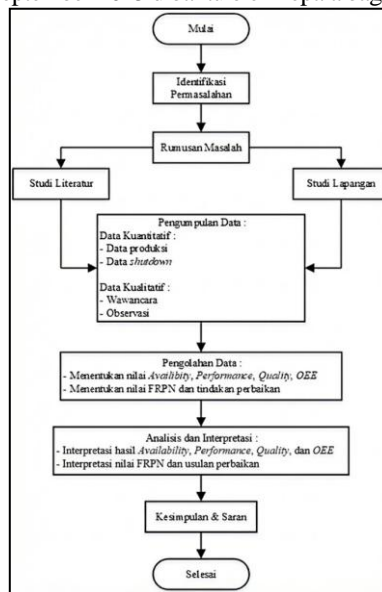 Mulai
Identifikasi
Permasalahan
Rumusan Masalah
Studi Literatur
Studi Lapangan
Pengumpulan Data :
Data Kuantitatif :
- Data produksi
- Data shutdown
Data Kualitatif :
- Wawancara
- Observasi
Pengolahan Data :
- Menentukan nilai Availibity, Performance, Quality, OEE
- Menentukan nilai FRPN dan tindakan perbaikan
Analisis dan Interpretasi :
- Interpretasi hasil Availability, Performance, Quality, dan OEE
- Interpretasi nilai FRPN dan usulan perbaikan
Kesimpulan & Saran
Selesai